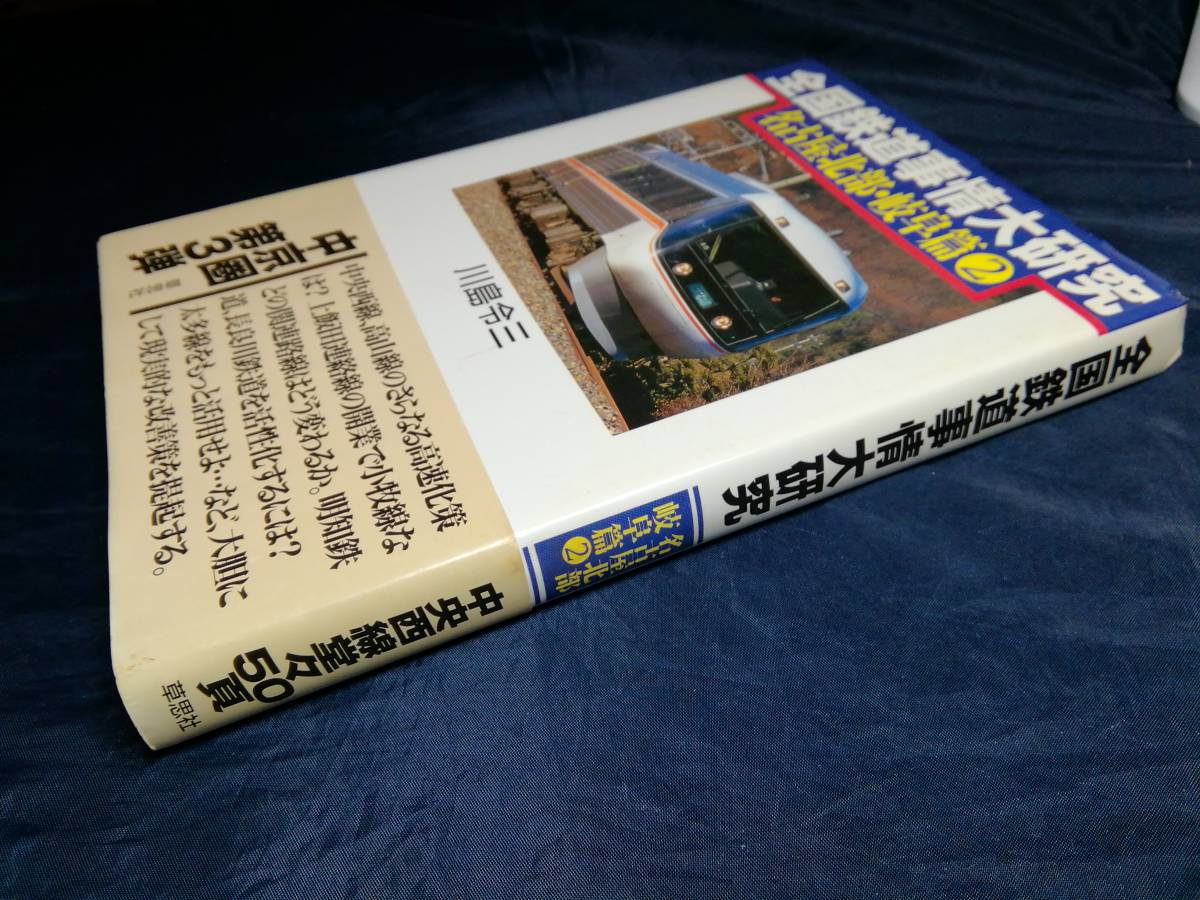 全国鉄道事情大研究
名古屋北部・岐阜篇②
川島令三
中京圏
第3弾
草思社
中央西線、高山線のさらなる高速化策
は？上飯田連絡線の開業で小牧線な
どの関連路線はどう変わるか。明知鉄
道、長良川鉄道を活性化するには？
太多線をもっと活用せよ…など、大胆に
して現実的な改善策を提起する。
全国鉄道事情大研究
名古屋北部
岐阜篇②
中央西線堂々50頁
草思社